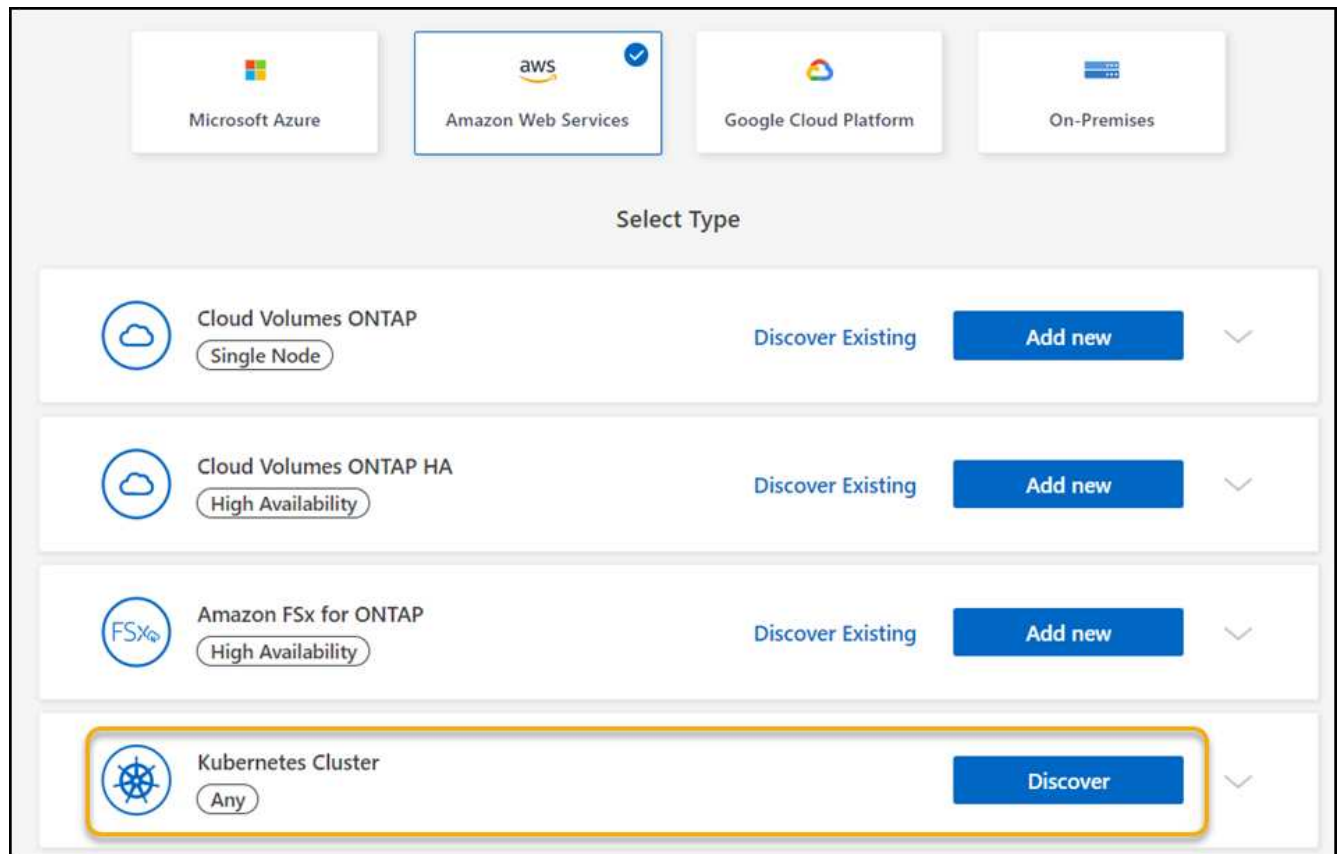 aws
Microsoft Azure
Amazon Web Services
Google Cloud Platform
On-Premises
Select Type
Cloud Volumes ONTAP
Single Node
Discover Existing
Add new
Cloud Volumes ONTAP HA
High Availability
Discover Existing
Add new
FSx
Amazon FSx for ONTAP
High Availability
Discover Existing
Add new
Kubernetes Cluster
Any
Discover